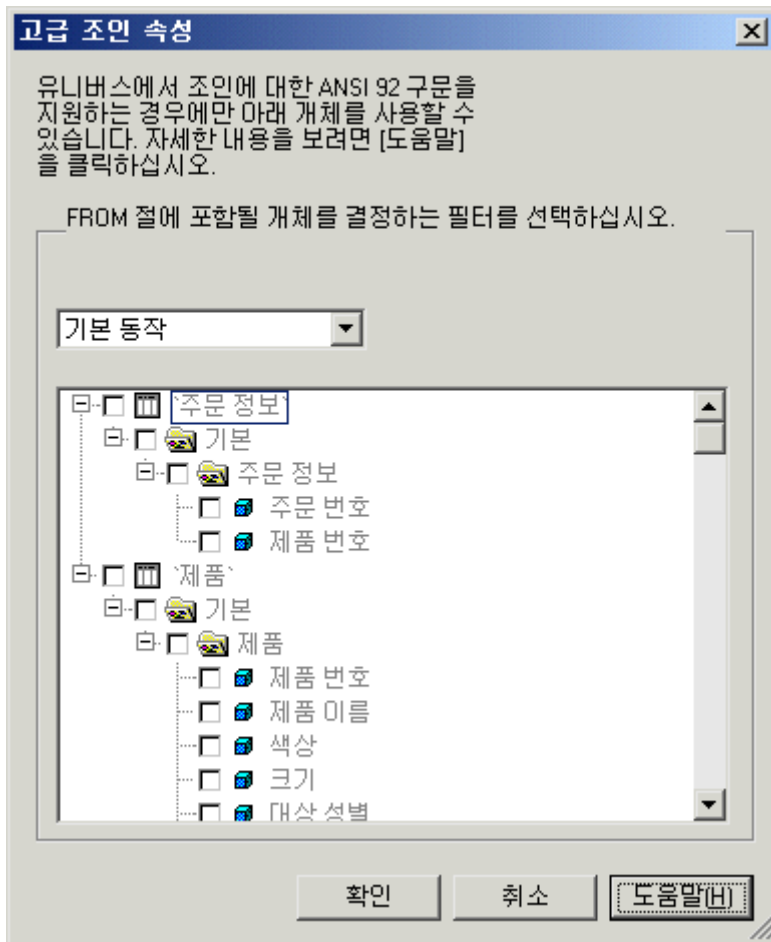 고급 조인 속성
유니버스에서 조인에 대한 ANSI 92 구문을
지원하는 경우에만 아래 개체를 사용할 수
있습니다. 자세한 내용을 보려면 [도움말]
을 클릭하십시오.
FROM 절에 포함될 개체를 결정하는 필터를 선택하십시오.
기본 동작
`주문 정보`
기본
주문 정보
주문 번호
제품 번호
`제품`
기본
제품
제품 번호
제품 이름
색상
크기
대상 성별
확인 취소 도움말(H)